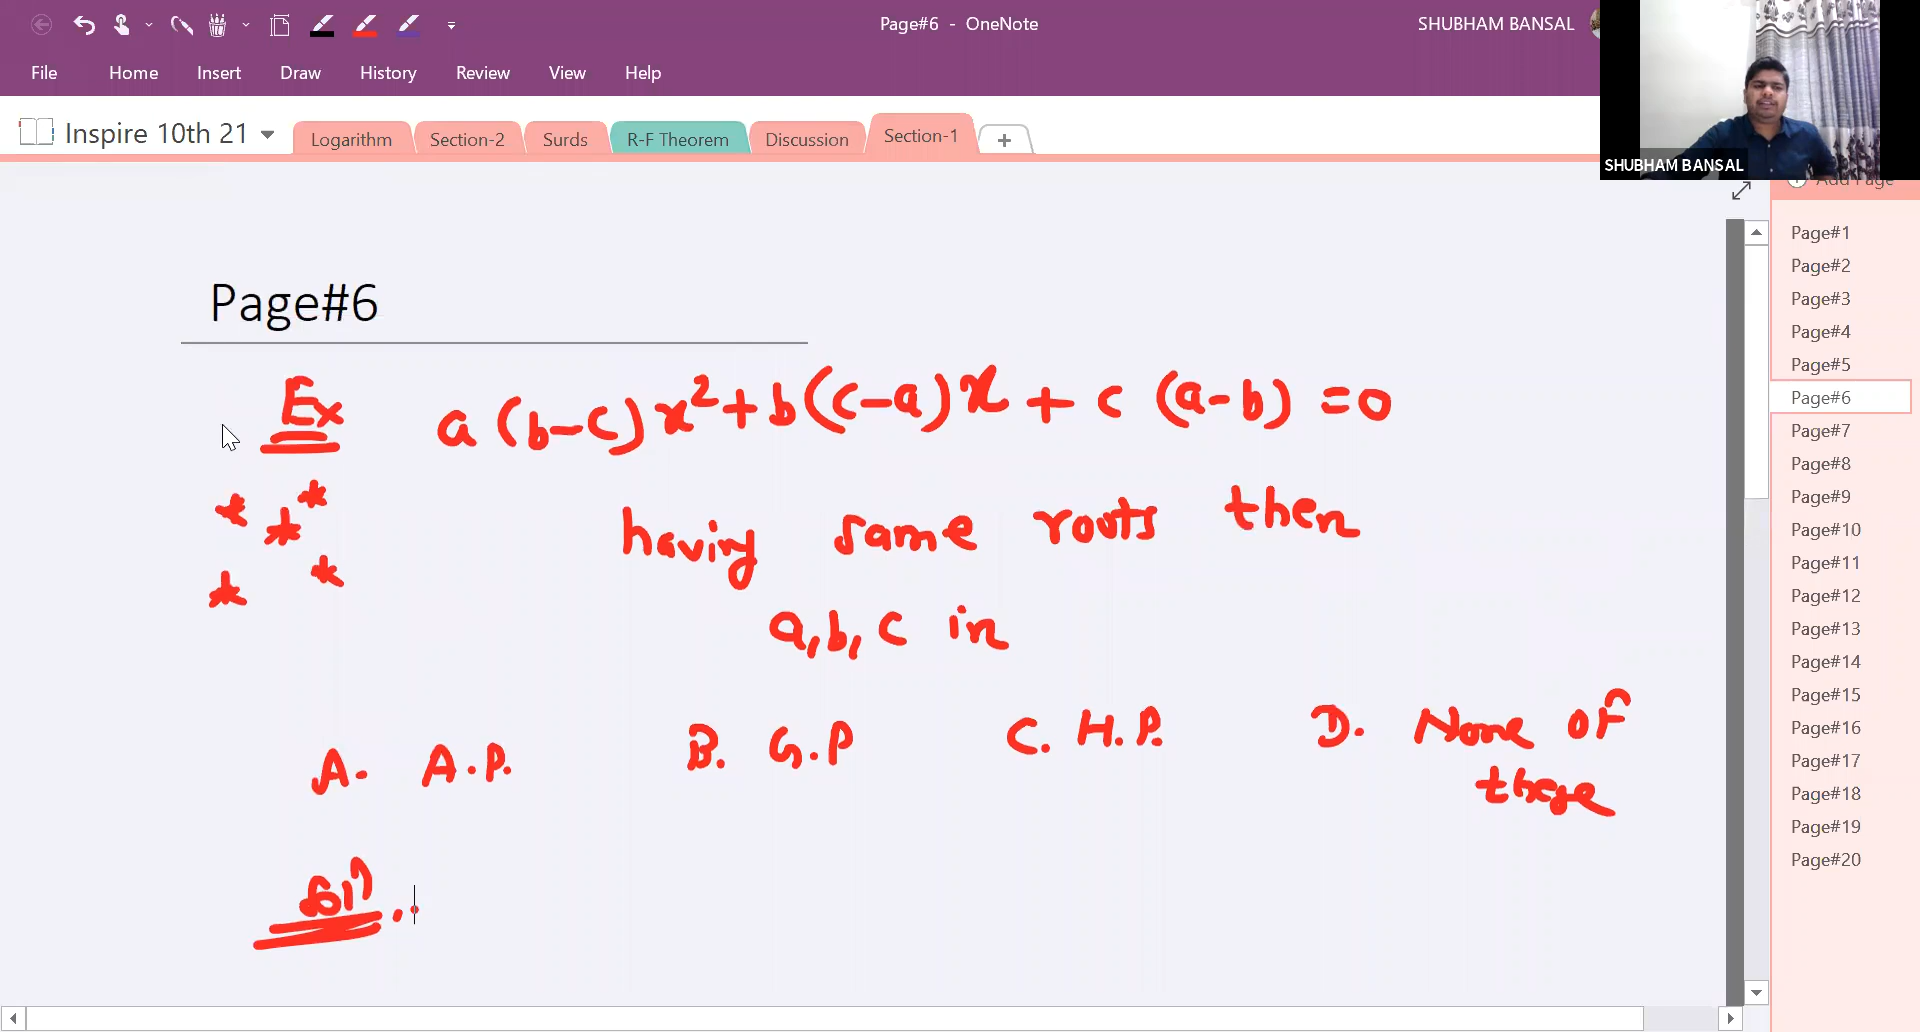 Page#6 - OneNote
SHUBHAM BANSAL
File Home Insert Draw History Review View Help
Inspire 10th 21
Logarithm Section-2 Surds R-F Theorem Discussion Section-1 +
SHUBHAM BANSAL
Add Page
Page#1
Page#2
Page#3
Page#4
Page#5
Page#6
Page#7
Page#8
Page#9
Page#10
Page#11
Page#12
Page#13
Page#14
Page#15
Page#16
Page#17
Page#18
Page#19
Page#20
Page#6
Ex a(b-c)x²+b(c-a)x+c(a-b)=0
having same roots then
a,b,c in
A. A.P. B. G.P C. H.P. D. None of
these
Solⁿ.